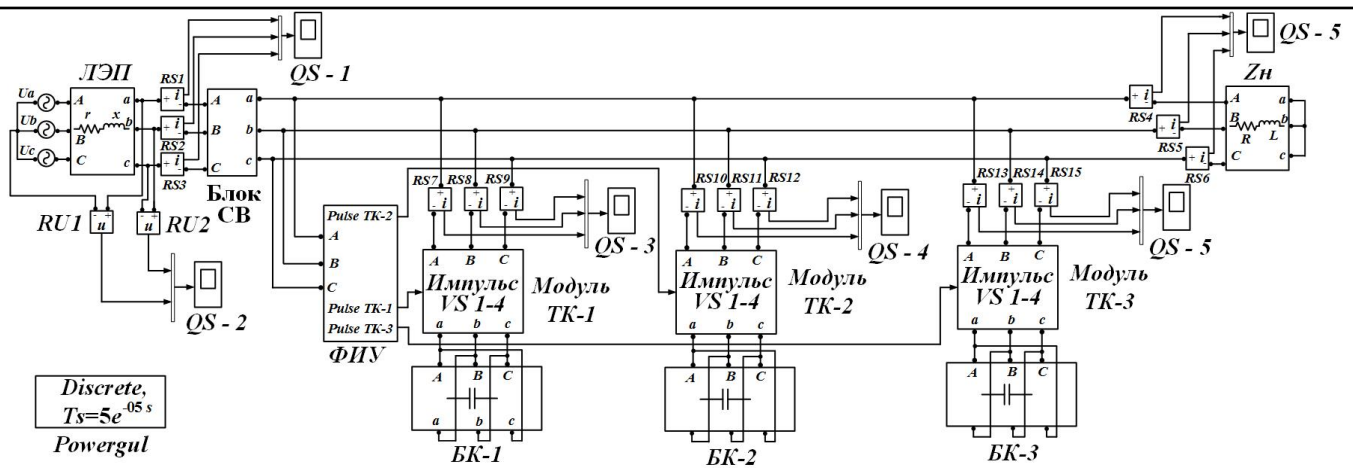 ЛЭП
Ua
Ub
Uc
A
B
C
r
x
a
b
c
RS1
RS2
RS3
QS - 1
A
B
C
a
b
c
Блок
СВ
RU1
u
RU2
u
QS - 2
Discrete,
Ts=5e-05 s
Powergul
Pulse TK-2
A
B
C
Pulse TK-1
Pulse TK-3
ФИУ
RS7
RS8
RS9
i
i
i
QS - 3
A B C
Импульс
VS 1-4
a b c
Модуль
ТК-1
A B C
a b c
БК-1
RS10
RS11
RS12
i
i
i
QS - 4
A B C
Импульс
VS 1-4
a b c
Модуль
ТК-2
A B C
a b c
БК-2
RS13
RS14
RS15
i
i
i
QS - 5
A B C
Импульс
VS 1-4
a b c
Модуль
ТК-3
A B C
a b c
БК-3
+ i -
RS4
+ i -
RS5
+ i -
RS6
QS - 5
Zн
A
B
C
R
L
a
b
c